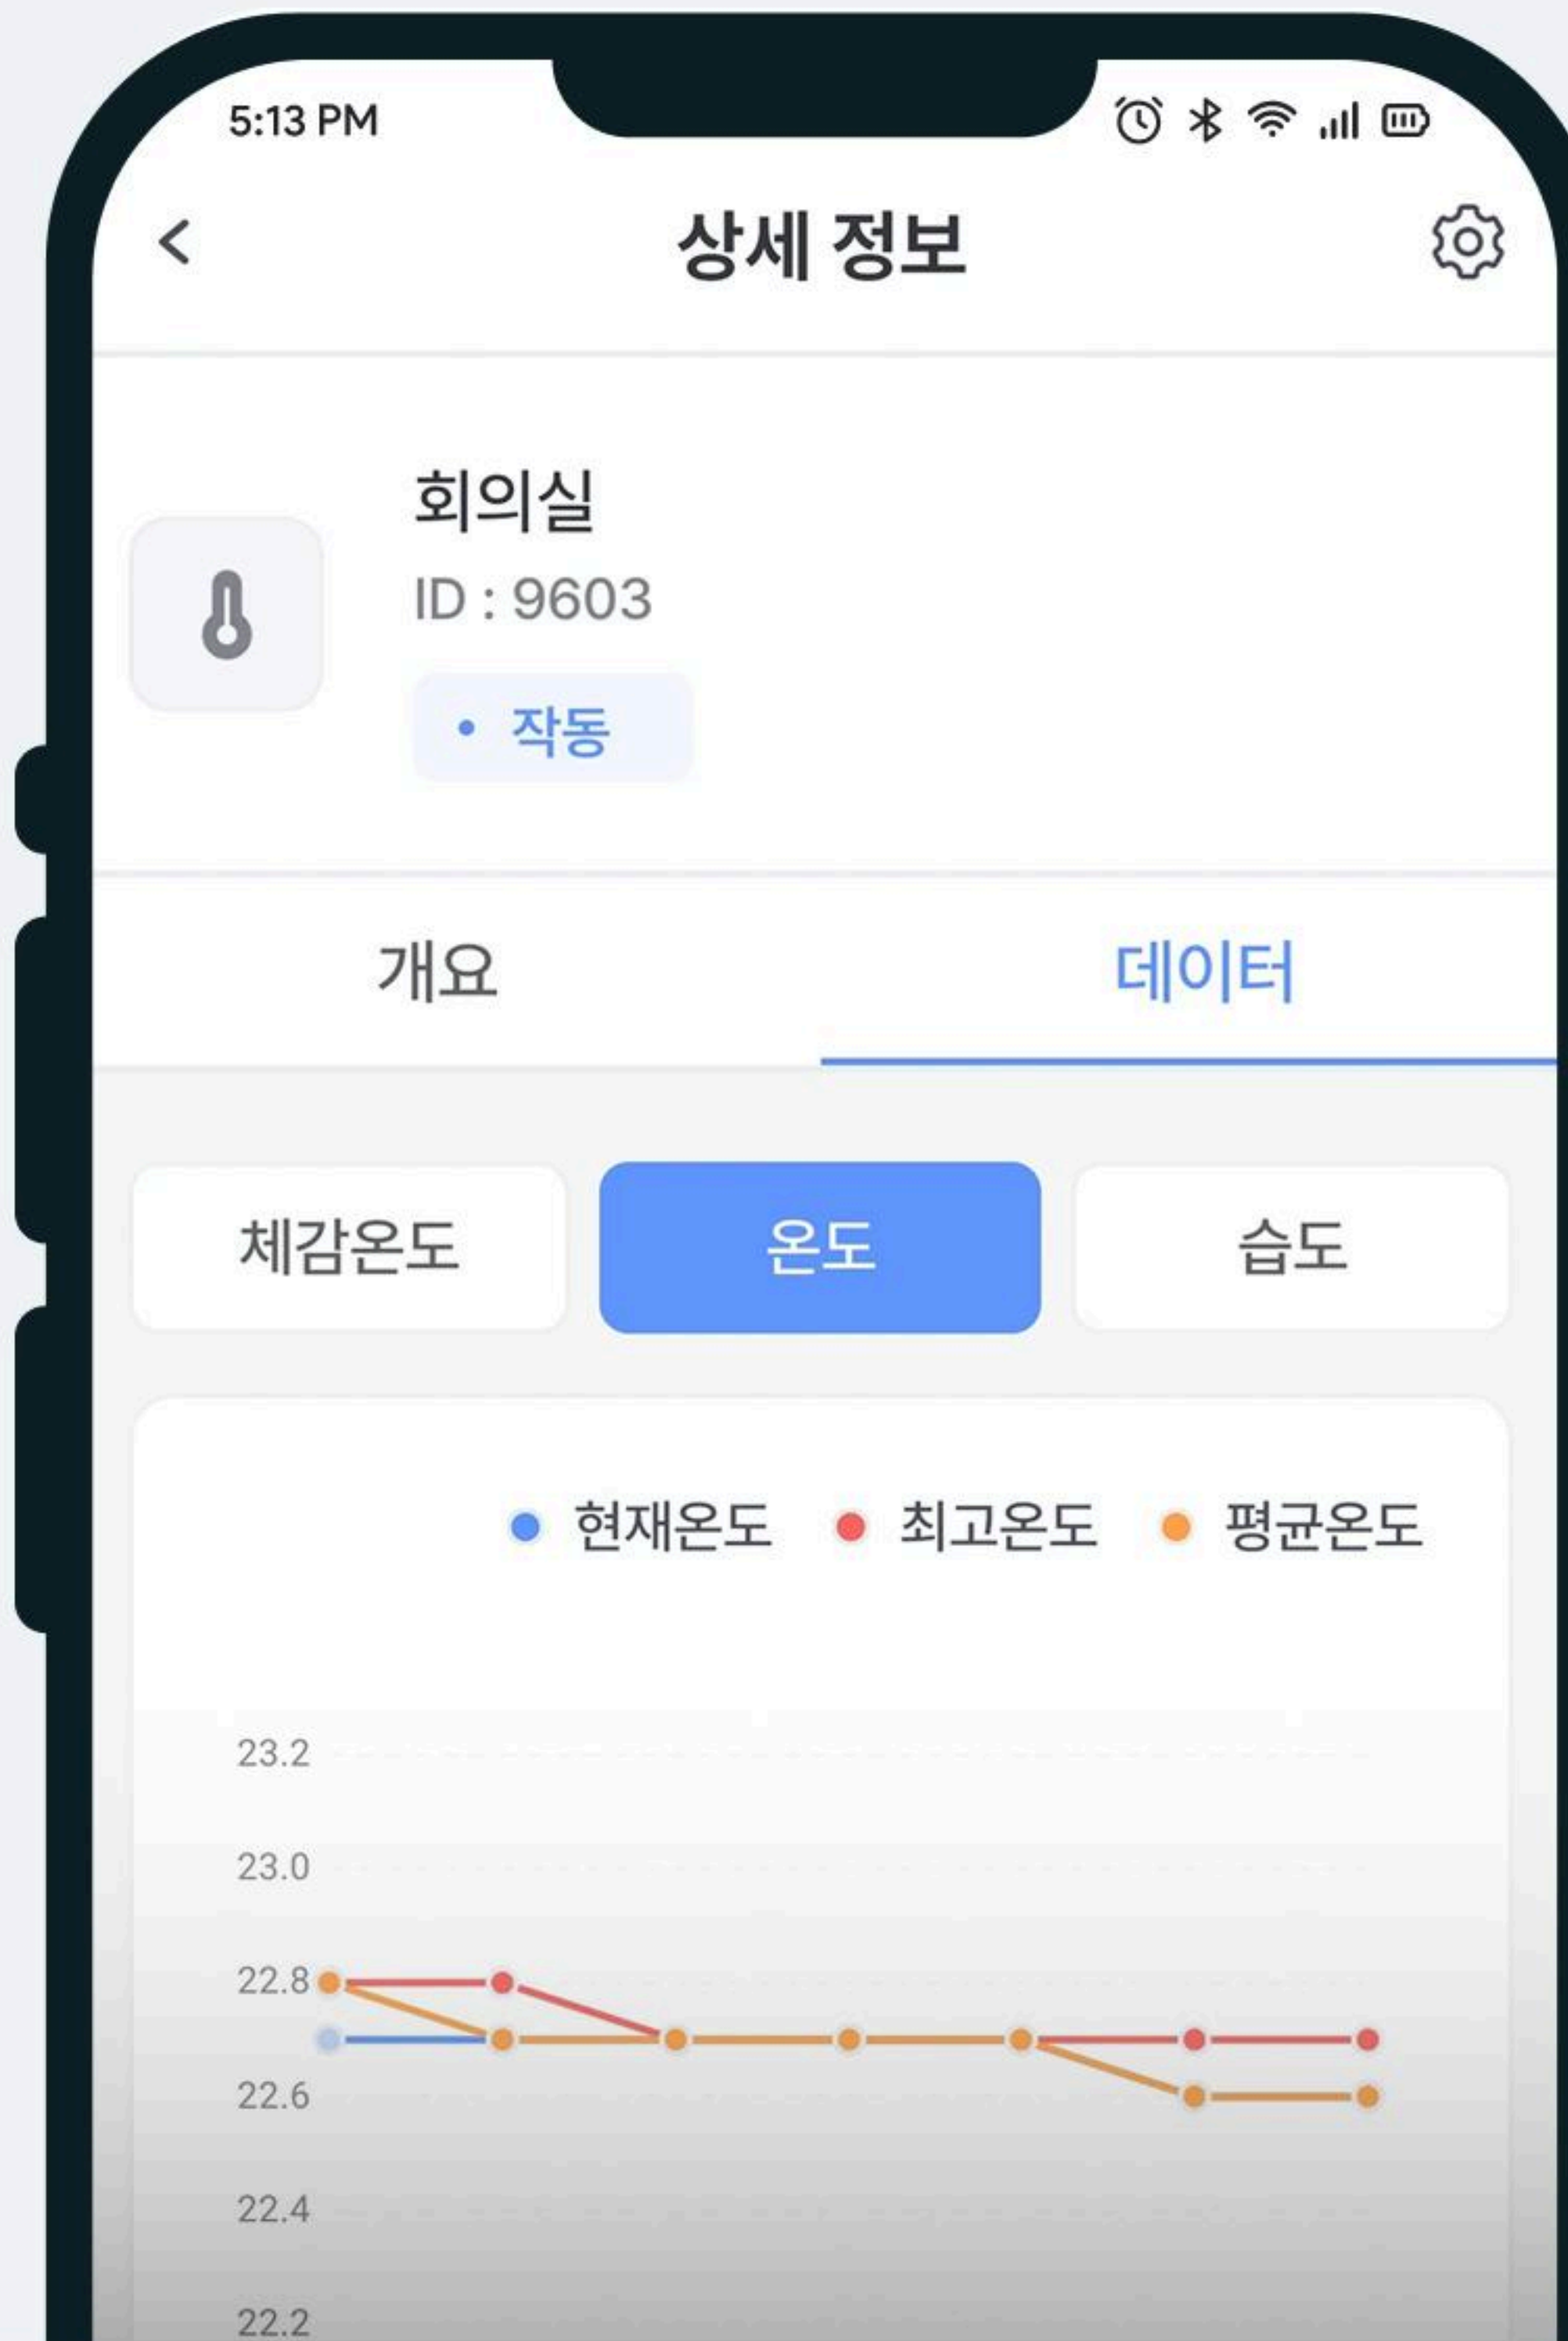 5:13 PM
상세 정보
회의실
ID : 9603
• 작동
개요 데이터
체감온도 온도 습도
현재온도 최고온도 평균온도
23.2
23.0
22.8
22.6
22.4
22.2